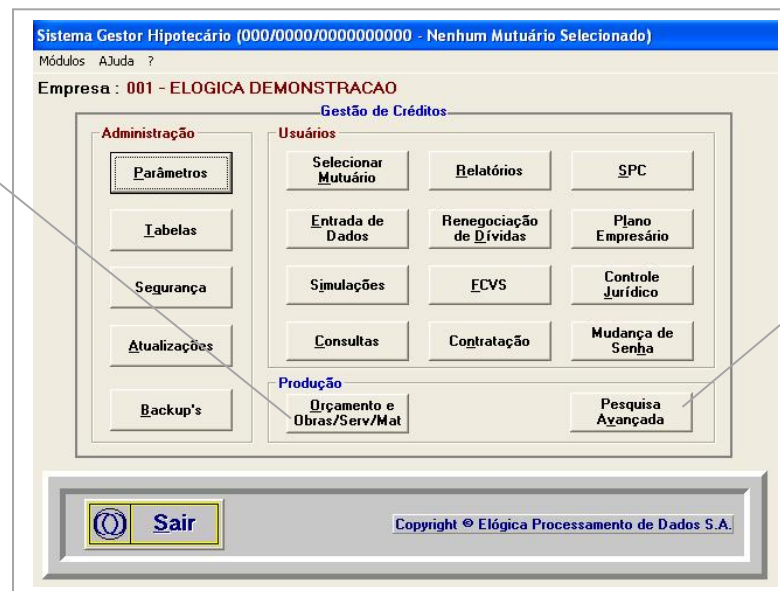 Sistema Gestor Hipotecário (000/0000/0000000000 - Nenhum Mutuário Selecionado)
Módulos AJuda ?
Empresa : 001 - ELOGICA DEMONSTRACAO
Gestão de Créditos
Administração
Parâmetros
Tabelas
Segurança
Atualizações
Backup's
Usuários
Selecionar
Mutuário
Relatórios
SPC
Entrada de
Dados
Renegociação
de Dívidas
Plano
Empresário
Simulações
FCVS
Controle
Jurídico
Consultas
Contratação
Mudança de
Senha
Produção
Orçamento e
Obras/Serv/Mat
Pesquisa
Avançada
Sair
Copyright © Elógica Processamento de Dados S.A.